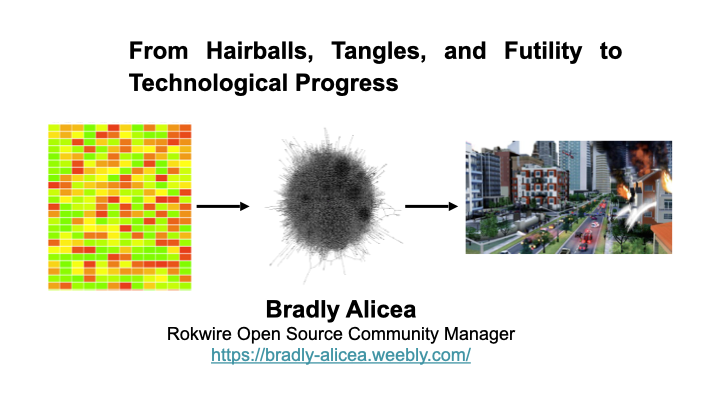 From Hairballs, Tangles, and Futility to
Technological Progress
Bradly Alicea
Rokwire Open Source Community Manager
https://bradly-alicea.weebly.com/